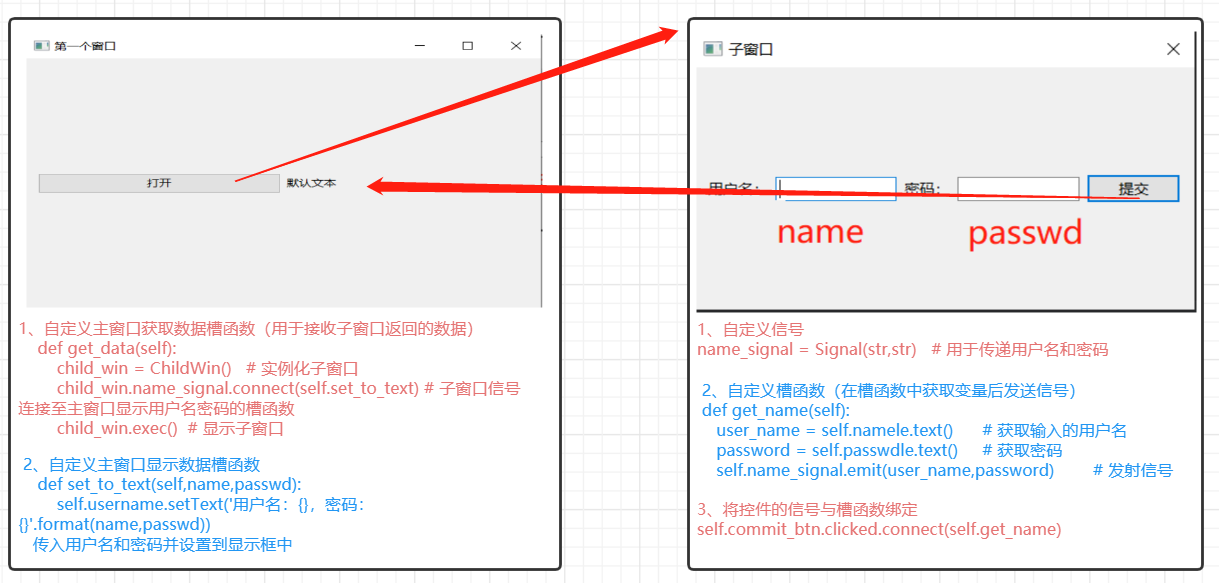 第一个窗口
打开
默认文本
1、自定义主窗口获取数据槽函数（用于接收子窗口返回的数据）
def get_data(self):
child_win = ChildWin() # 实例化子窗口
child_win.name_signal.connect(self.set_to_text) # 子窗口信号
连接至主窗口显示用户名密码的槽函数
child_win.exec() # 显示子窗口
2、自定义主窗口显示数据槽函数
def set_to_text(self,name,passwd):
self.username.setText('用户名：{}，密码：
{}'.format(name,passwd))
传入用户名和密码并设置到显示框中
子窗口
用户名：
密码：
提交
name
passwd
1、自定义信号
name_signal = Signal(str,str) # 用于传递用户名和密码
2、自定义槽函数（在槽函数中获取变量后发送信号）
def get_name(self):
user_name = self.namele.text() # 获取输入的用户名
password = self.passwdle.text() # 获取密码
self.name_signal.emit(user_name,password) # 发射信号
3、将控件的信号与槽函数绑定
self.commit_btn.clicked.connect(self.get_name)